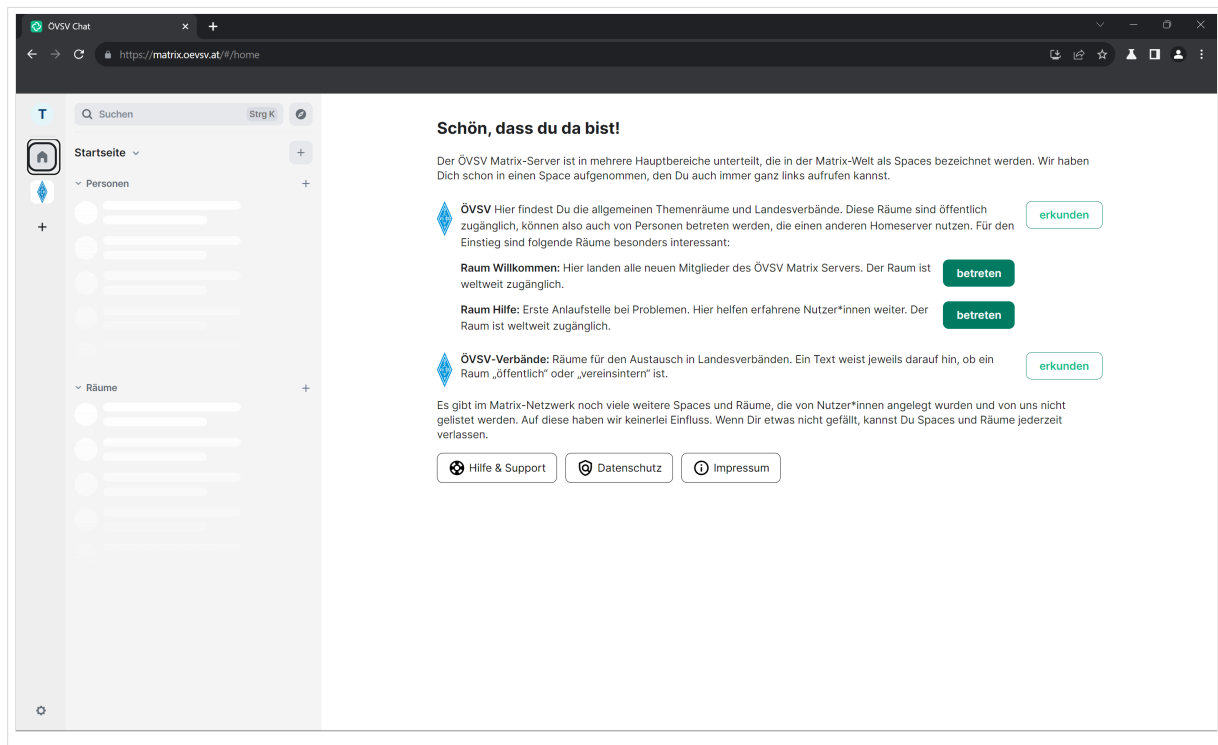 ÖVSV Chat
https://matrix.oevsv.at/#/home
T
Suchen Strg K
Startseite
Personen
Räume
Schön, dass du da bist!
Der ÖVSV Matrix-Server ist in mehrere Hauptbereiche unterteilt, die in der Matrix-Welt als Spaces bezeichnet werden. Wir haben
Dich schon in einen Space aufgenommen, den Du auch immer ganz links aufrufen kannst.
ÖVSV Hier findest Du die allgemeinen Themenräume und Landesverbände. Diese Räume sind öffentlich
zugänglich, können also auch von Personen betreten werden, die einen anderen Homeserver nutzen. Für den
Einstieg sind folgende Räume besonders interessant:
erkunden
Raum Willkommen: Hier landen alle neuen Mitglieder des ÖVSV Matrix Servers. Der Raum ist
weltweit zugänglich.
betreten
Raum Hilfe: Erste Anlaufstelle bei Problemen. Hier helfen erfahrene Nutzer*innen weiter. Der
Raum ist weltweit zugänglich.
betreten
ÖVSV-Verbände: Räume für den Austausch in Landesverbänden. Ein Text weist jeweils darauf hin, ob ein
Raum „öffentlich“ oder „vereinsintern“ ist.
erkunden
Es gibt im Matrix-Netzwerk noch viele weitere Spaces und Räume, die von Nutzer*innen angelegt wurden und von uns nicht
gelistet werden. Auf diese haben wir keinerlei Einfluss. Wenn Dir etwas nicht gefällt, kannst Du Spaces und Räume jederzeit
verlassen.
Hilfe & Support
Datenschutz
Impressum